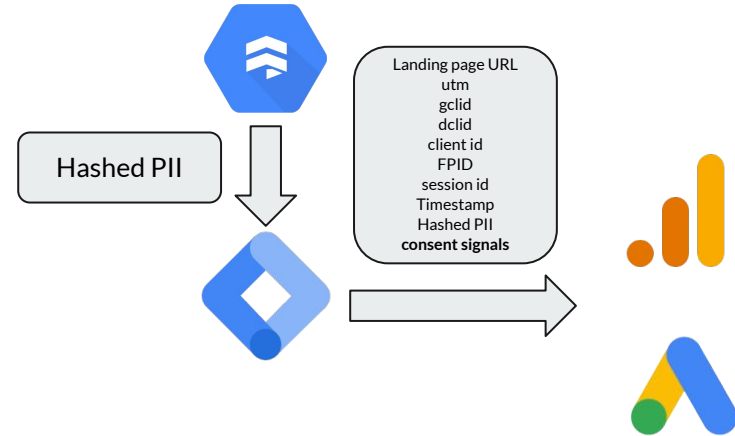 Hashed PII
Landing page URL
utm
gclid
dclid
client id
FPID
session id
Timestamp
Hashed PII
consent signals